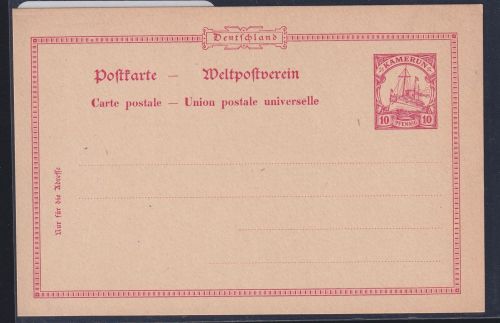 Deutschland
Postkarte — Weltpostverein
Carte postale — Union postale universelle
KAMERUN
10 PFENNIG 10
Nur für die Adresse